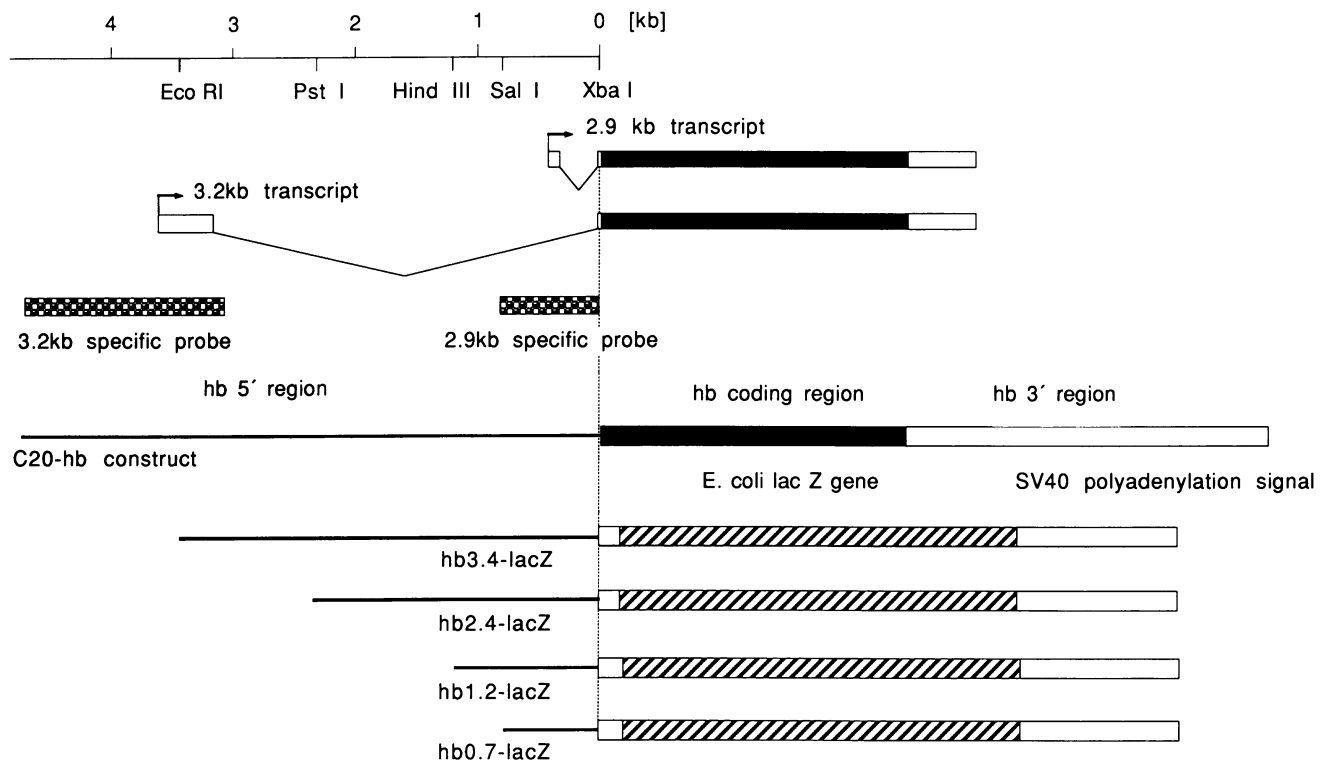 4 3 2 1 0 [kb]
Eco RI Pst I Hind III Sal I Xba I
2.9 kb transcript
3.2kb transcript
3.2kb specific probe 2.9kb specific probe
hb 5´ region hb coding region hb 3´ region
C20-hb construct
E. coli lac Z gene SV40 polyadenylation signal
hb3.4-lacZ
hb2.4-lacZ
hb1.2-lacZ
hb0.7-lacZ